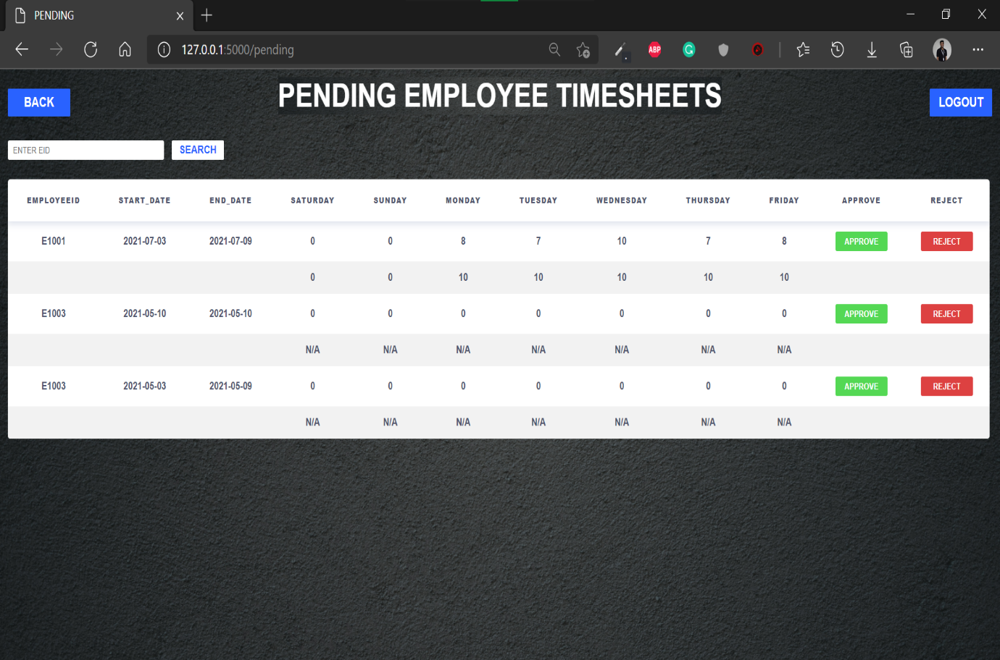 PENDING
127.0.0.1:5000/pending
ABP
G
BACK
PENDING EMPLOYEE TIMESHEETS
LOGOUT
ENTER EID
SEARCH
EMPLOYEEID START_DATE END_DATE SATURDAY SUNDAY MONDAY TUESDAY WEDNESDAY THURSDAY FRIDAY APPROVE REJECT
E1001 2021-07-03 2021-07-09 0 0 8 7 10 7 8 APPROVE REJECT
0 0 10 10 10 10 10
E1003 2021-05-10 2021-05-10 0 0 0 0 0 0 0 APPROVE REJECT
N/A N/A N/A N/A N/A N/A N/A
E1003 2021-05-03 2021-05-09 0 0 0 0 0 0 0 APPROVE REJECT
N/A N/A N/A N/A N/A N/A N/A